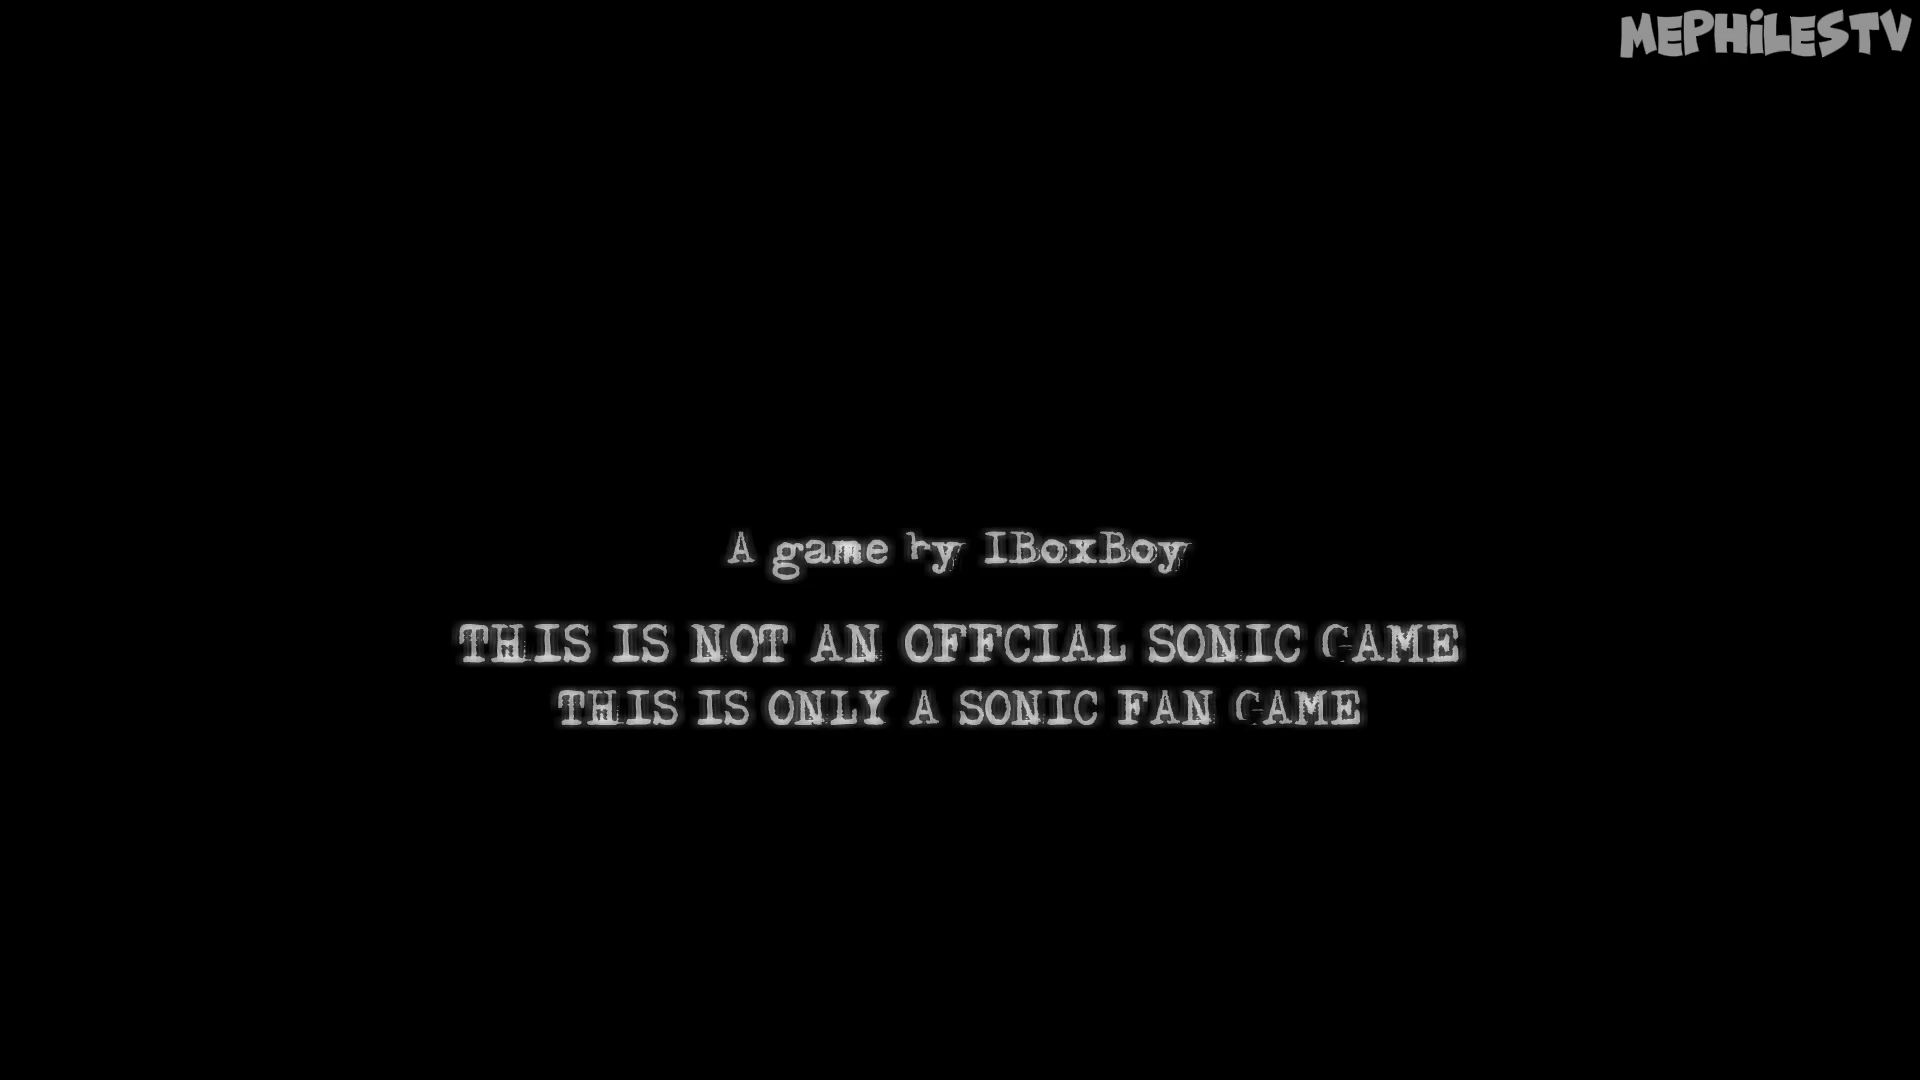 MEPHiLESTV
A game by IBoxBoy
THIS IS NOT AN OFFCIAL SONIC GAME
THIS IS ONLY A SONIC FAN GAME